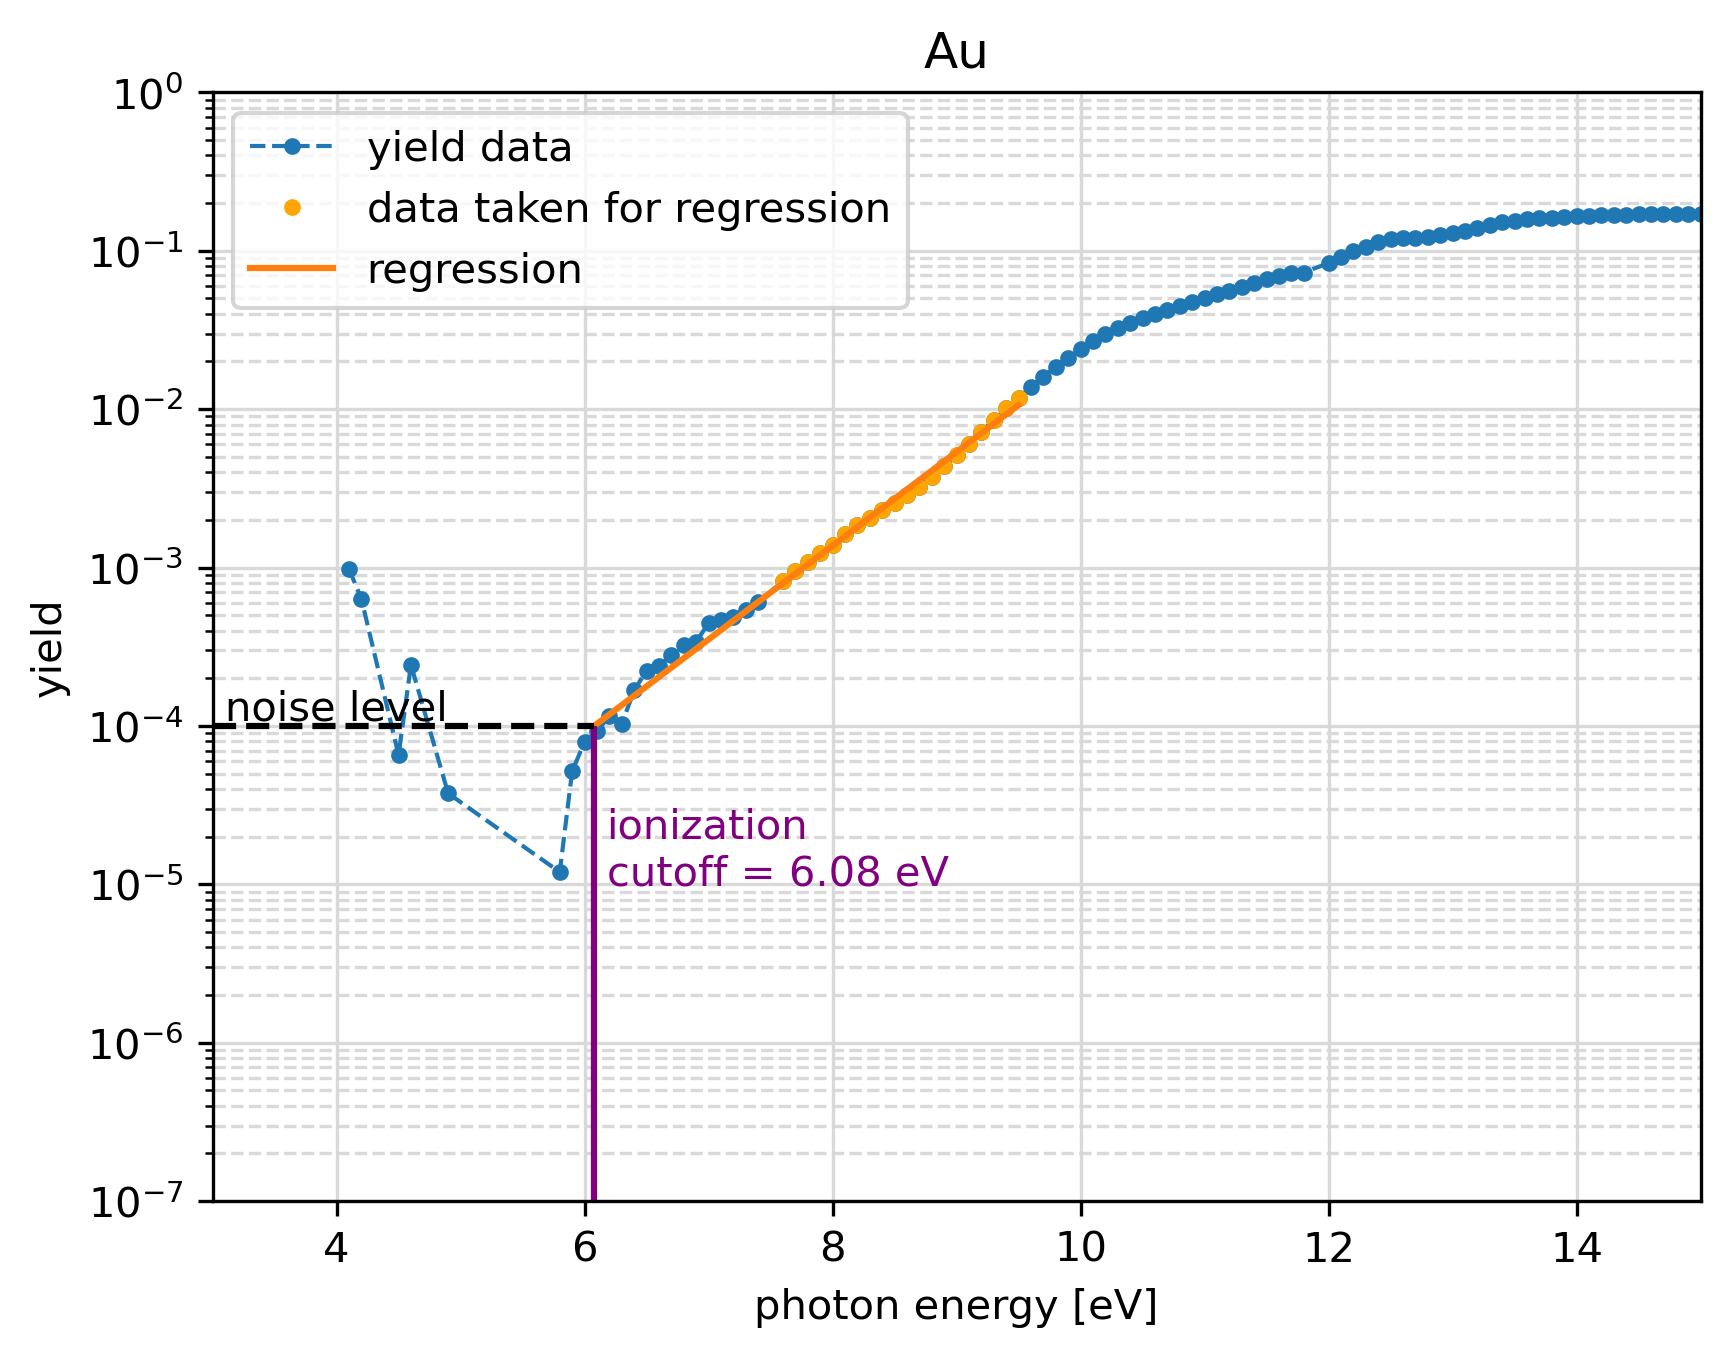 Au
10⁰
10⁻¹
10⁻²
10⁻³
10⁻⁴
10⁻⁵
10⁻⁶
10⁻⁷
yield
yield data
data taken for regression
regression
noise level
ionization
cutoff = 6.08 eV
4 6 8 10 12 14
photon energy [eV]